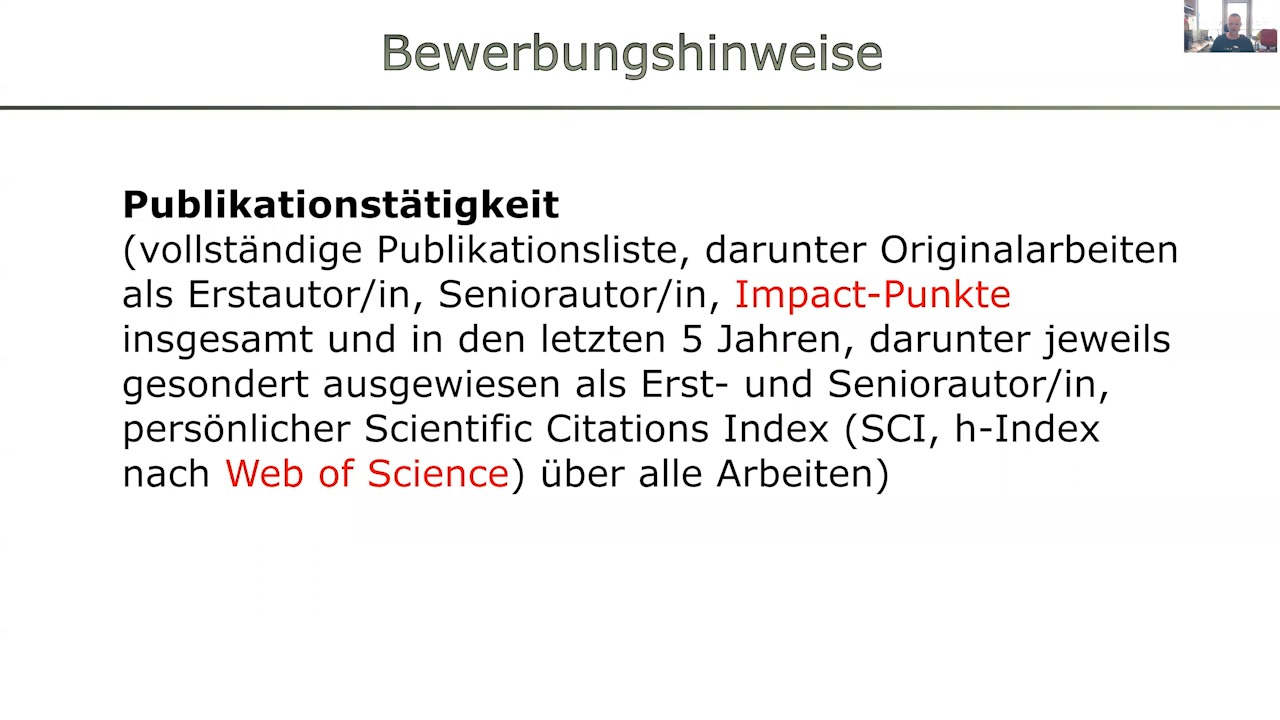 Bewerbungshinweise
Publikationstätigkeit
(vollständige Publikationsliste, darunter Originalarbeiten
als Erstautor/in, Seniorautor/in, Impact-Punkte
insgesamt und in den letzten 5 Jahren, darunter jeweils
gesondert ausgewiesen als Erst- und Seniorautor/in,
persönlicher Scientific Citations Index (SCI, h-Index
nach Web of Science) über alle Arbeiten)